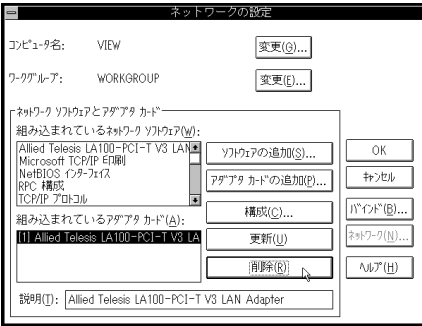 ネットワークの設定
ｺﾝﾋﾟｭｰﾀ名: VIEW
変更(G)...
ﾜｰｸｸﾞﾙｰﾌﾟ: WORKGROUP
変更(E)...
ﾈｯﾄﾜｰｸ ｿﾌﾄｳｪｱとｱﾀﾞﾌﾟﾀ ｶｰﾄﾞ
組み込まれているﾈｯﾄﾜｰｸ ｿﾌﾄｳｪｱ(W):
Allied Telesis LA100-PCI-T V3 LAN
Microsoft TCP/IP 印刷
NetBIOS ｲﾝﾀｰﾌｪｲｽ
RPC 構成
TCP/IP ﾌﾟﾛﾄｺﾙ
組み込まれているｱﾀﾞﾌﾟﾀ ｶｰﾄﾞ(A):
[1] Allied Telesis LA100-PCI-T V3 LA
ｿﾌﾄｳｪｱの追加(S)...
ｱﾀﾞﾌﾟﾀ ｶｰﾄﾞの追加(P)...
構成(C)...
更新(U)
削除(R)
OK
ｷｬﾝｾﾙ
ﾊﾞｲﾝﾄﾞ(B)...
ﾈｯﾄﾜｰｸ(N)...
ﾍﾙﾌﾟ(H)
説明(T): Allied Telesis LA100-PCI-T V3 LAN Adapter